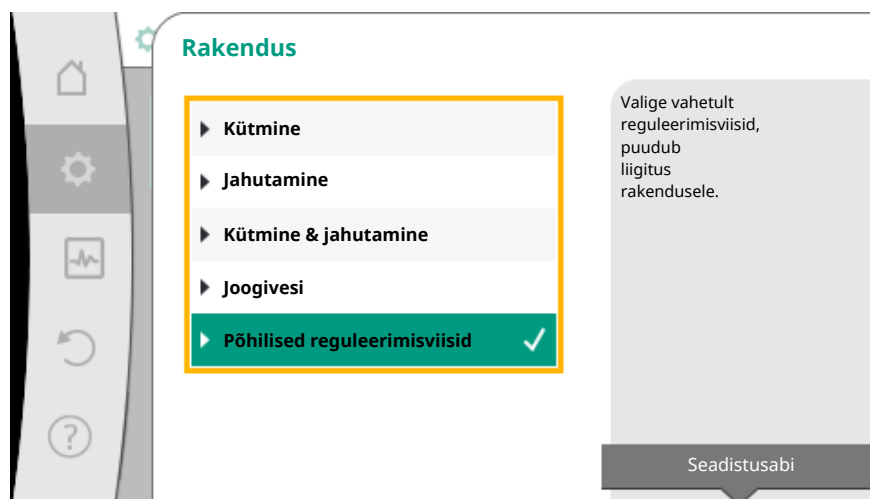 Rakendus
Kütmine
Jahutamine
Kütmine & jahutamine
Joogivesi
Põhilised reguleerimisviisid
Valige vahetult
reguleerimisviisid,
puudub
liigitus
rakendusele.
Seadistusabi
?